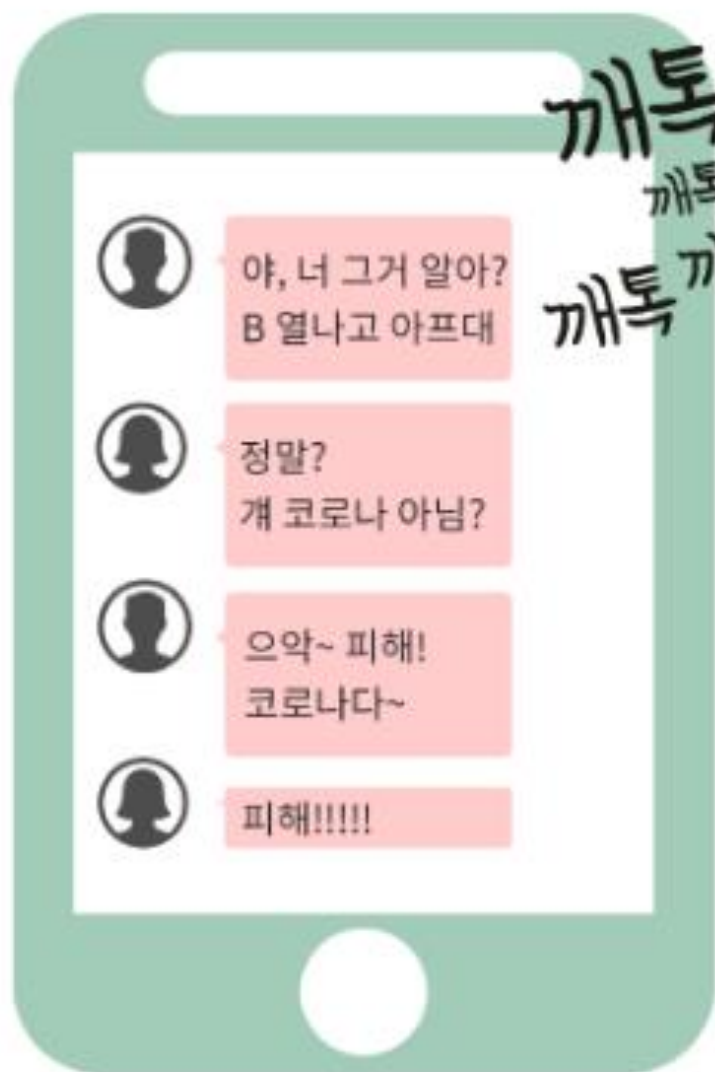 깨톡
깨톡
깨톡
야, 너 그거 알아?
B 열나고 아프대
정말?
걔 코로나 아님?
으악~ 피해!
코로나다~
피해!!!!!